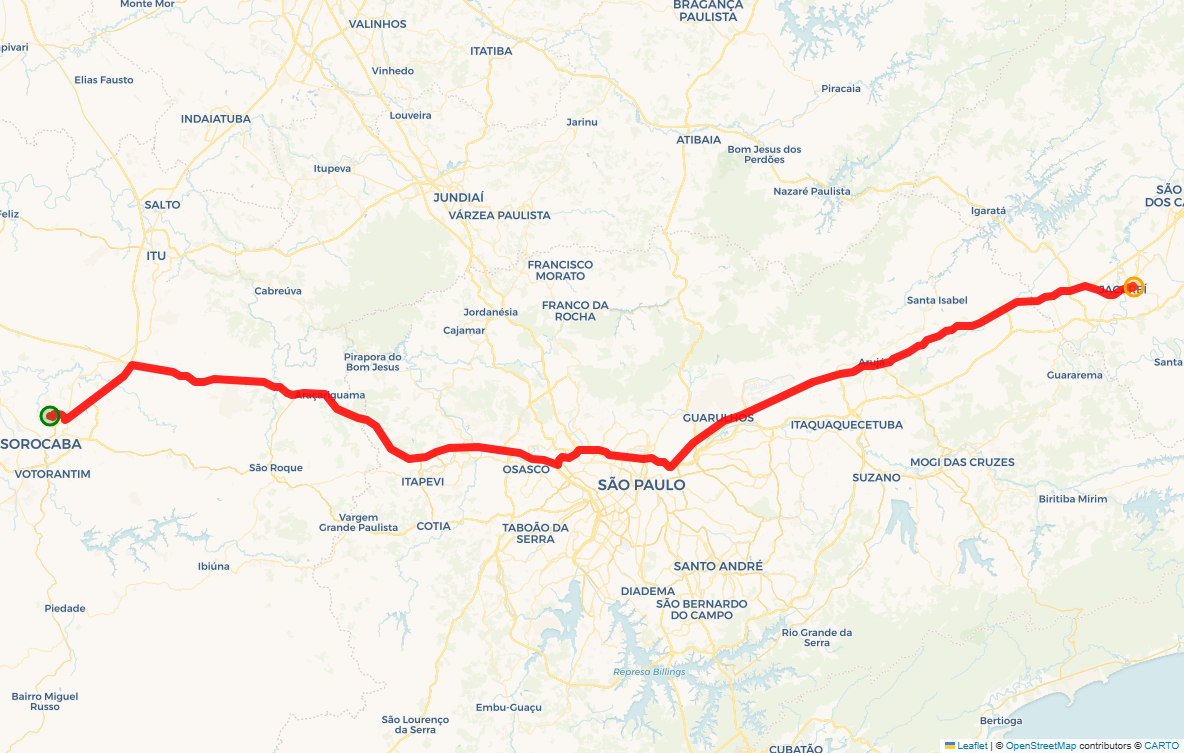 Monte Mor
BRAGANÇA
PAULISTA
VALINHOS
ITATIBA
Vinhedo
Elias Fausto
Piracaia
Louveira
INDAIATUBA
Jarinu
ATIBAIA
Bom Jesus dos
Perdões
Itupeva
Nazaré Paulista
JUNDIAÍ
SALTO
VÁRZEA PAULISTA
Igaratá
ITU
FRANCISCO
MORATO
Cabreúva
Santa Isabel
FRANCO DA
ROCHA
Jordanésia
Cajamar
Pirapora do
Bom Jesus
Arujá
Guararema
Santa
Araçariguama
GUARULHOS
ITAQUAQUECETUBA
SOROCABA
VOTORANTIM
São Roque
OSASCO
MOGI DAS CRUZES
ITAPEVI
SÃO PAULO
SUZANO
Biritiba Mirim
Vargem
Grande Paulista
COTIA
TABOÃO DA
SERRA
Ibiúna
SANTO ANDRÉ
DIADEMA
SÃO BERNARDO
DO CAMPO
Piedade
Rio Grande da
Serra
Represa Billings
Bairro Miguel
Russo
Embu-Guaçu
São Lourenço
da Serra
Bertioga
CUBATÃO
Leaflet | © OpenStreetMap contributors © CARTO